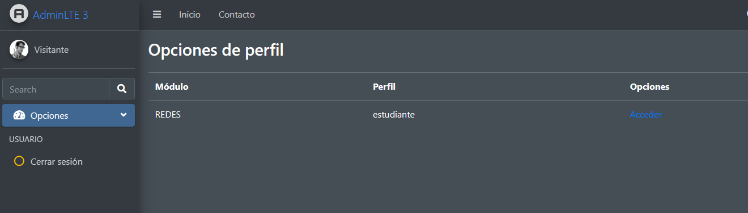 AdminLTE 3
Inicio Contacto
Visitante
Opciones de perfil
Search
Módulo Perfil Opciones
Opciones
REDES estudiante Acceder
USUARIO
Cerrar sesión